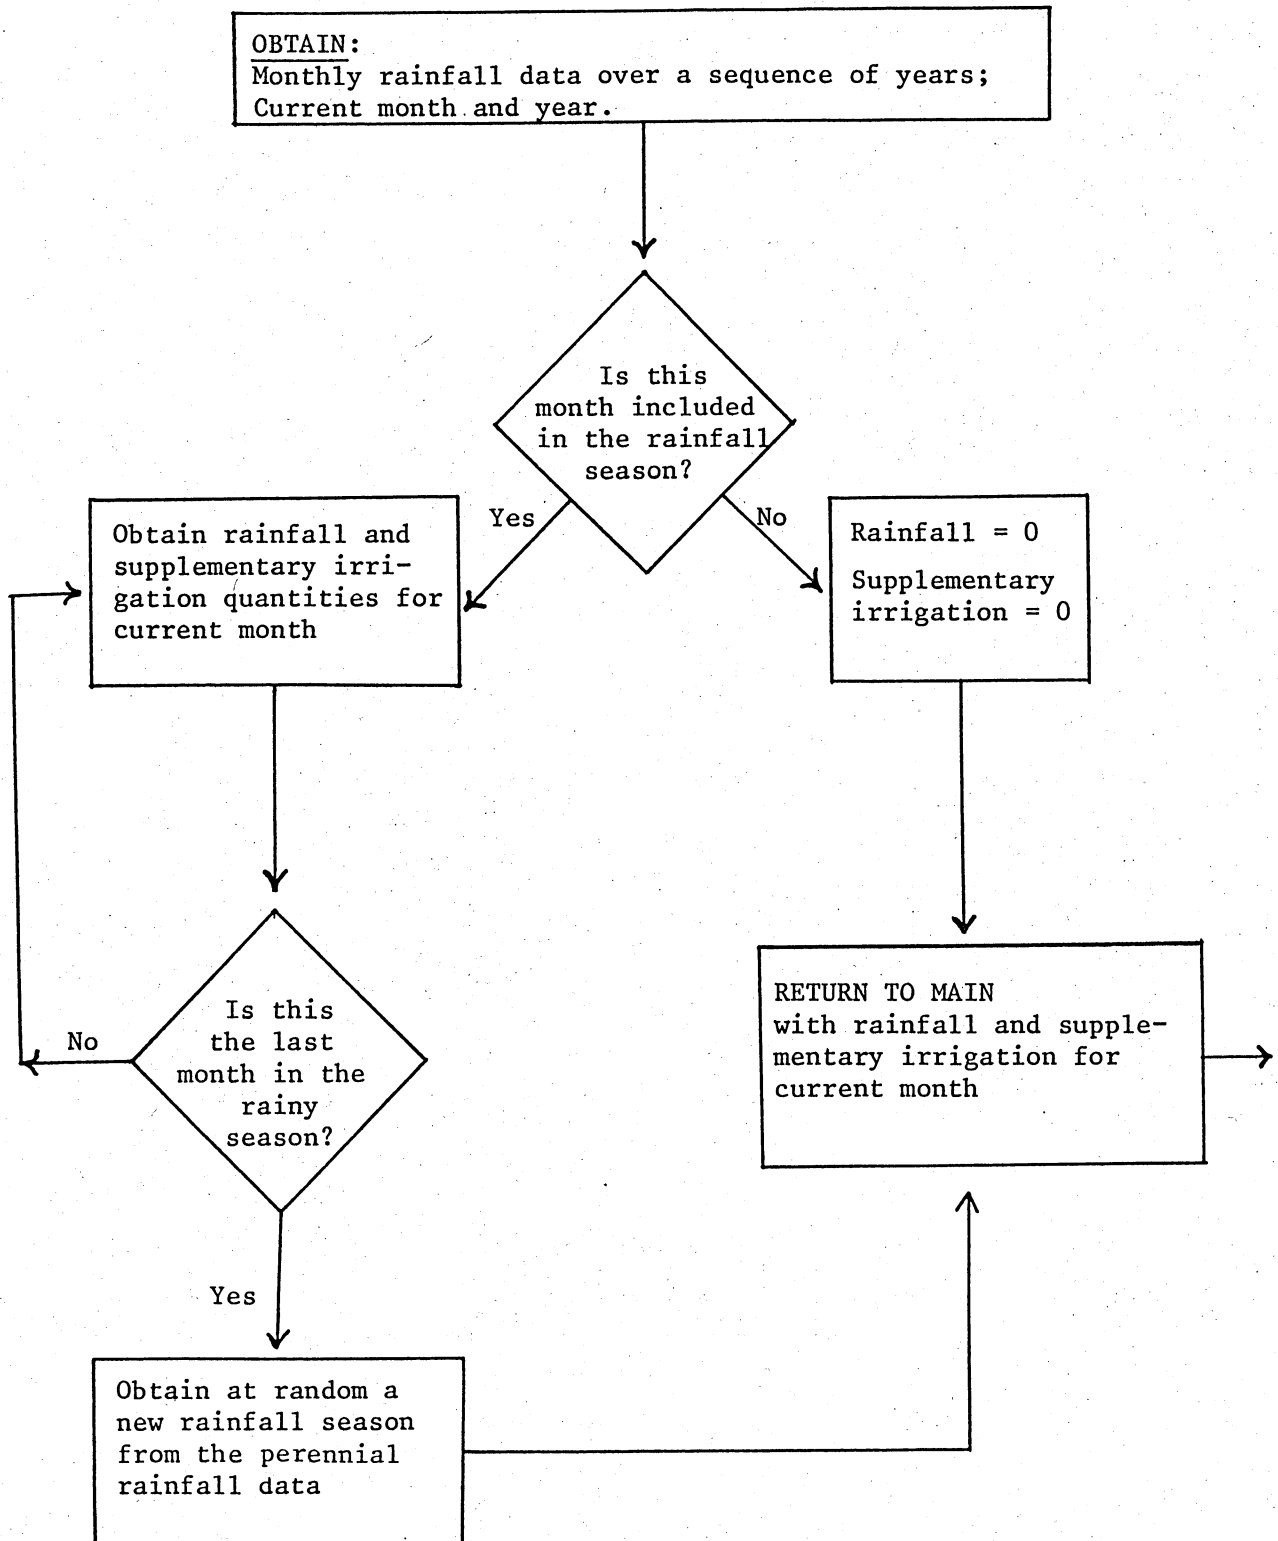 OBTAIN:
Monthly rainfall data over a sequence of years;
Current month and year.
Is this
month included
in the rainfall
season?
Yes
No
Obtain rainfall and
supplementary irri-
gation quantities for
current month
Rainfall = 0
Supplementary
irrigation = 0
Is this
the last
month in the
rainy
season?
No
RETURN TO MAIN
with rainfall and supple-
mentary irrigation for
current month
Yes
Obtain at random a
new rainfall season
from the perennial
rainfall data